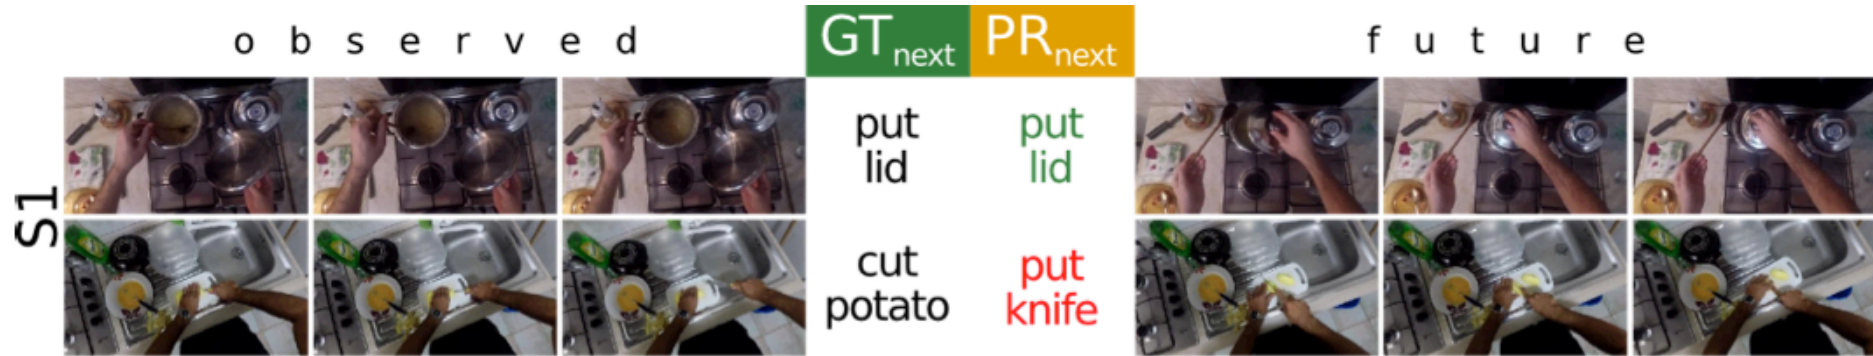 o b s e r v e d
GTnext
PRnext
f u t u r e
S1
put
lid
put
lid
cut
potato
put
knife